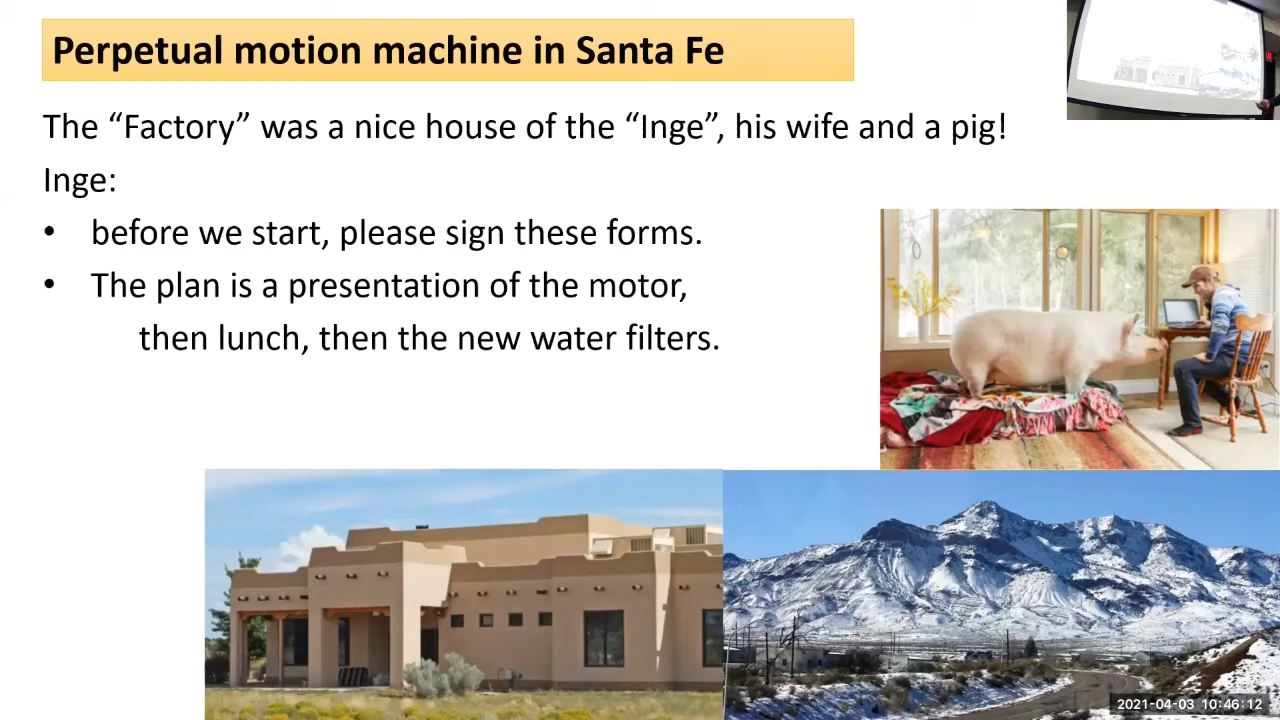 Perpetual motion machine in Santa Fe
The “Factory” was a nice house of the “Inge”, his wife and a pig!
Inge:
• before we start, please sign these forms.
• The plan is a presentation of the motor,
then lunch, then the new water filters.
2021-04-03 10:46:12